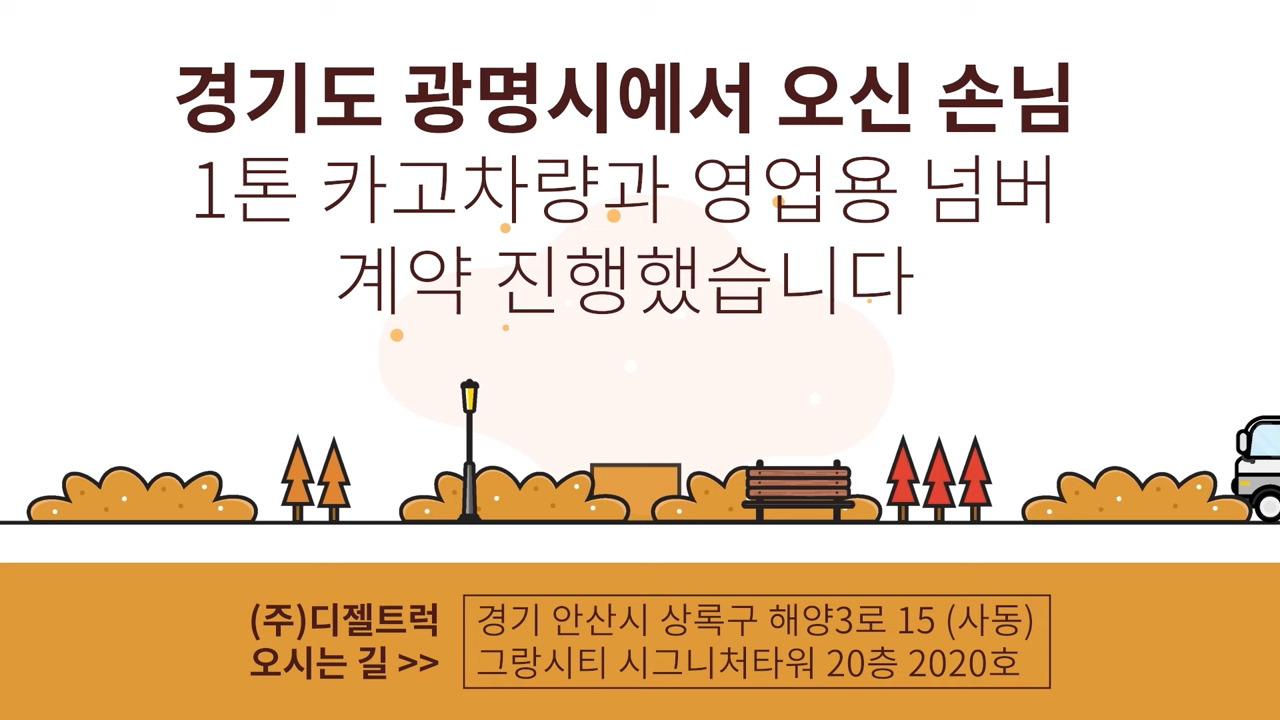 경기도 광명시에서 오신 손님
1톤 카고차량과 영업용 넘버
계약 진행했습니다
(주)디젤트럭
오시는 길 >>
경기 안산시 상록구 해양3로 15 (사동)
그랑시티 시그니처타워 20층 2020호